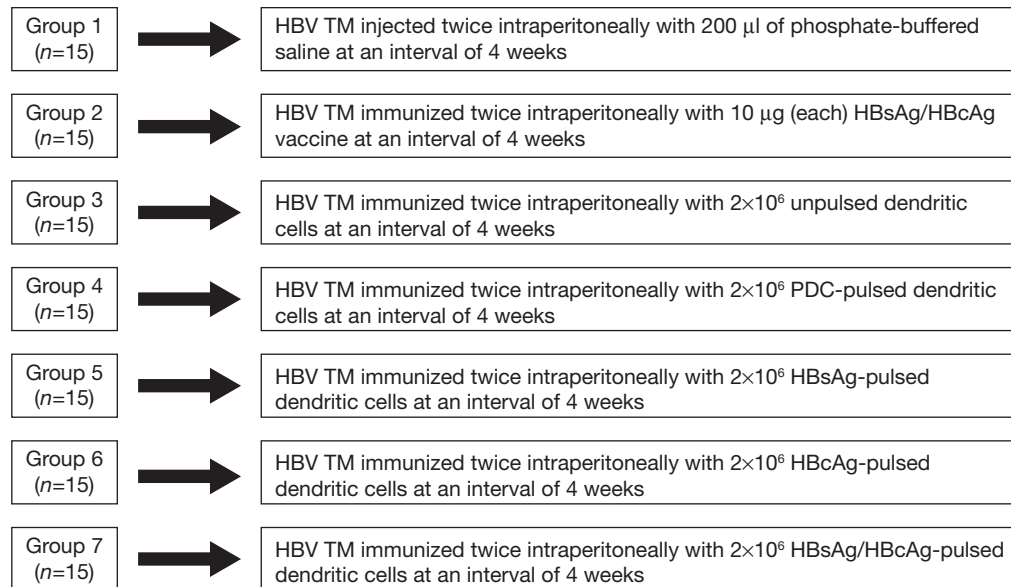 Group 1
(n=15)
HBV TM injected twice intraperitoneally with 200 μl of phosphate-buffered
saline at an interval of 4 weeks
Group 2
(n=15)
HBV TM immunized twice intraperitoneally with 10 μg (each) HBsAg/HBcAg
vaccine at an interval of 4 weeks
Group 3
(n=15)
HBV TM immunized twice intraperitoneally with 2×10⁶ unpulsed dendritic
cells at an interval of 4 weeks
Group 4
(n=15)
HBV TM immunized twice intraperitoneally with 2×10⁶ PDC-pulsed dendritic
cells at an interval of 4 weeks
Group 5
(n=15)
HBV TM immunized twice intraperitoneally with 2×10⁶ HBsAg-pulsed
dendritic cells at an interval of 4 weeks
Group 6
(n=15)
HBV TM immunized twice intraperitoneally with 2×10⁶ HBcAg-pulsed
dendritic cells at an interval of 4 weeks
Group 7
(n=15)
HBV TM immunized twice intraperitoneally with 2×10⁶ HBsAg/HBcAg-pulsed
dendritic cells at an interval of 4 weeks